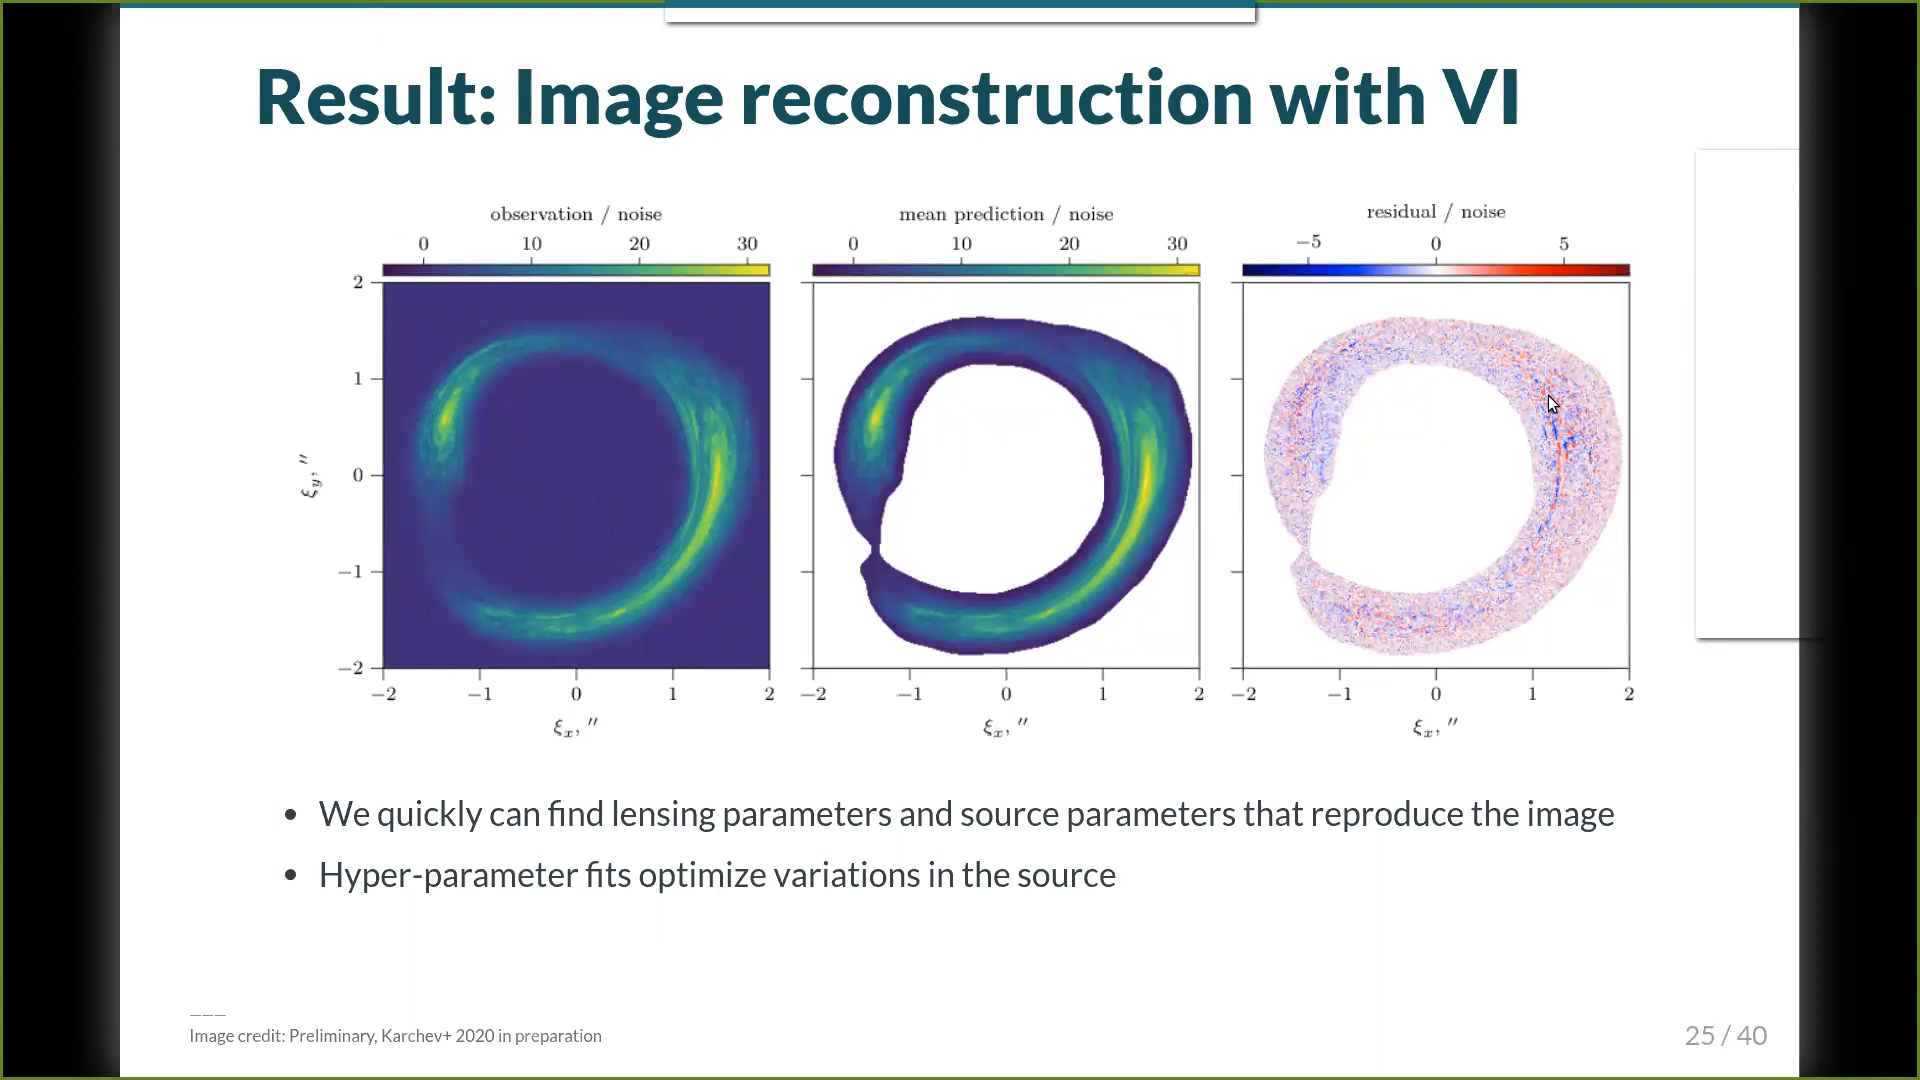 Result: Image reconstruction with VI
observation / noise
0 10 20 30
mean prediction / noise
0 10 20 30
residual / noise
−5 0 5
2
1
0
−1
−2
ξy, ″
−2 −1 0 1 2
ξx, ″
−2 −1 0 1 2
ξx, ″
−2 −1 0 1 2
ξx, ″
• We quickly can find lensing parameters and source parameters that reproduce the image
• Hyper-parameter fits optimize variations in the source
———
Image credit: Preliminary, Karchev+ 2020 in preparation
25 / 40